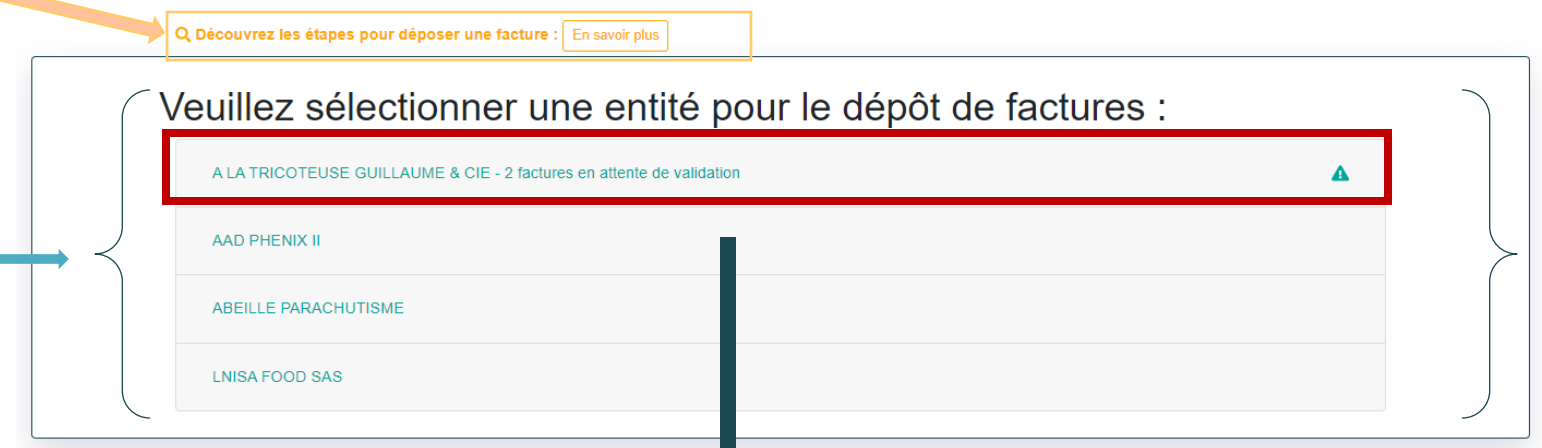 Découvrez les étapes pour déposer une facture : En savoir plus
Veuillez sélectionner une entité pour le dépôt de factures :
A LA TRICOTEUSE GUILLAUME & CIE - 2 factures en attente de validation
AAD PHENIX II
ABEILLE PARACHUTISME
LNISA FOOD SAS